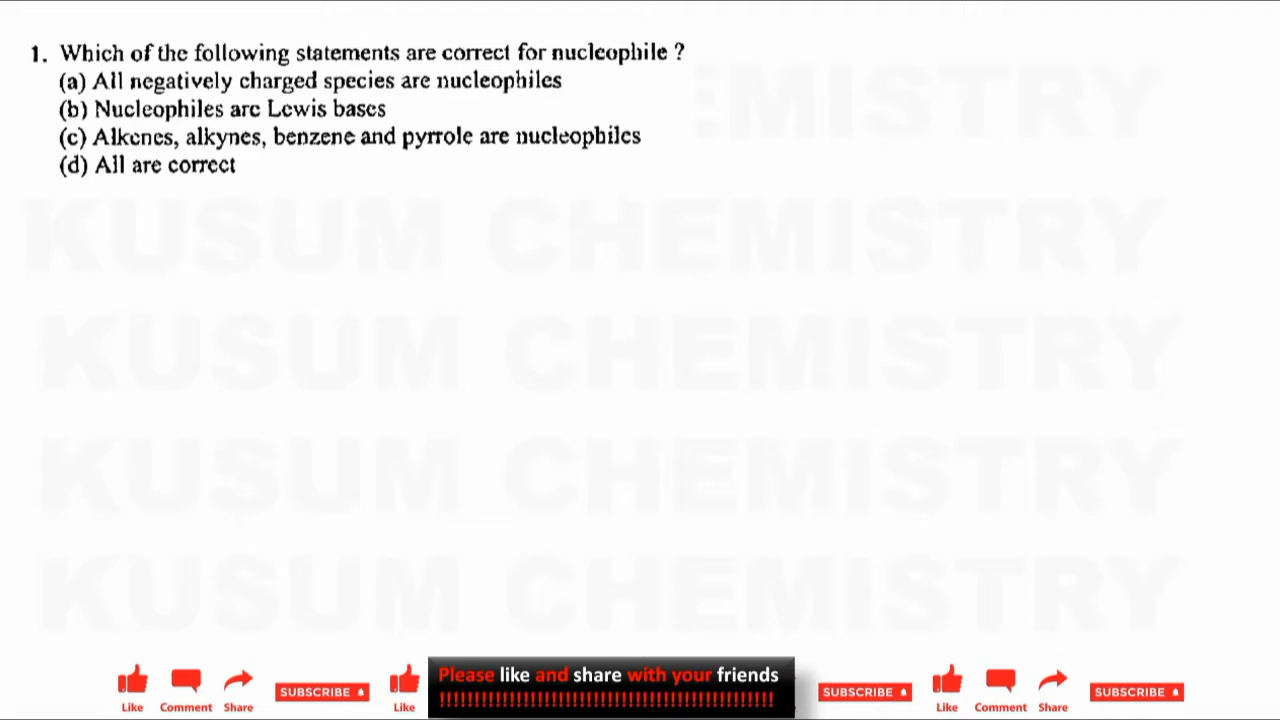 EMISTRY
1. Which of the following statements are correct for nucleophile ?
(a) All negatively charged species are nucleophiles
(b) Nucleophiles are Lewis bases
(c) Alkenes, alkynes, benzene and pyrrole are nucleophiles
(d) All are correct
KUSUM CHEMISTRY
KUSUM CHEMISTRY
KUSUM CHEMISTRY
KUSUM CHEMISTRY
Like Comment Share SUBSCRIBE Like
Please like and share with your friends
!!!!!!!!!!!!!!!!!!!!!!!!!!!!!!!!!!!!!!!!!!!!!!!!
SUBSCRIBE Like Comment Share SUBSCRIBE